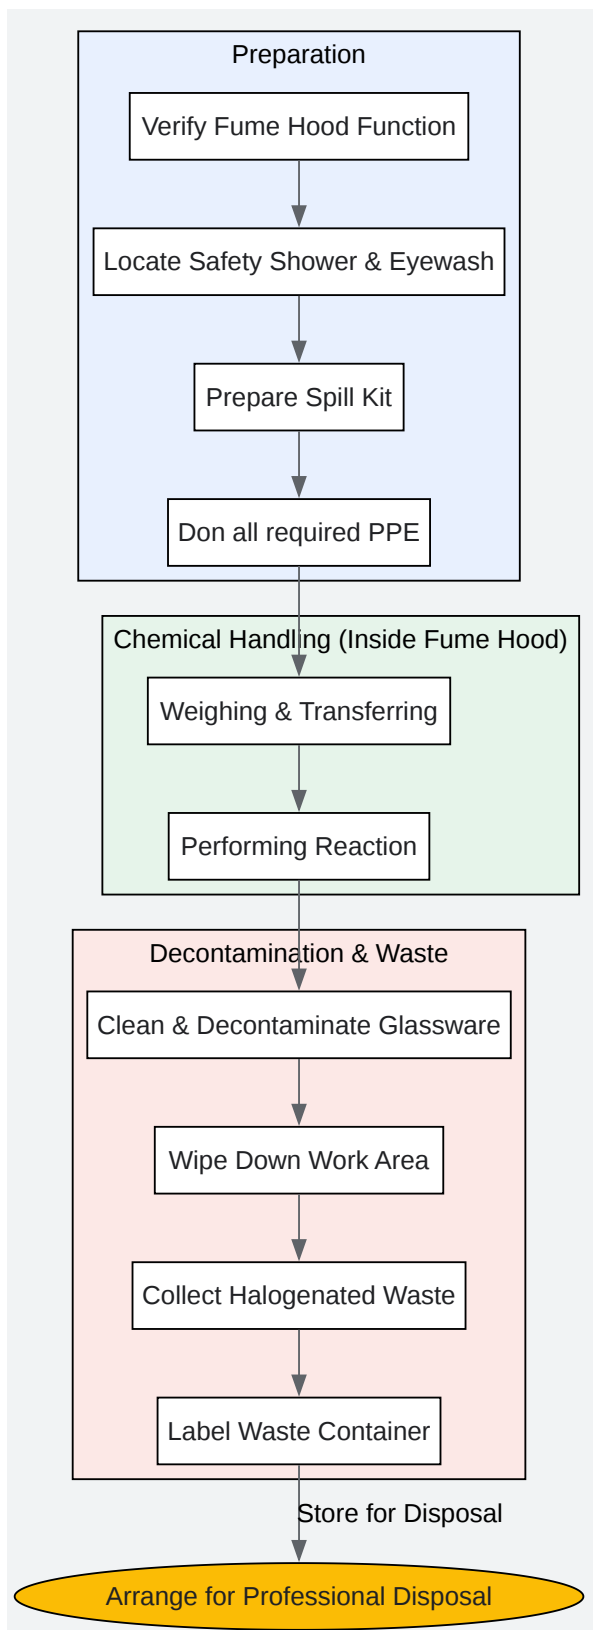 Preparation
Verify Fume Hood Function
Locate Safety Shower & Eyewash
Prepare Spill Kit
Don all required PPE
Chemical Handling (Inside Fume Hood)
Weighing & Transferring
Performing Reaction
Decontamination & Waste
Clean & Decontaminate Glassware
Wipe Down Work Area
Collect Halogenated Waste
Label Waste Container
Store for Disposal
Arrange for Professional Disposal